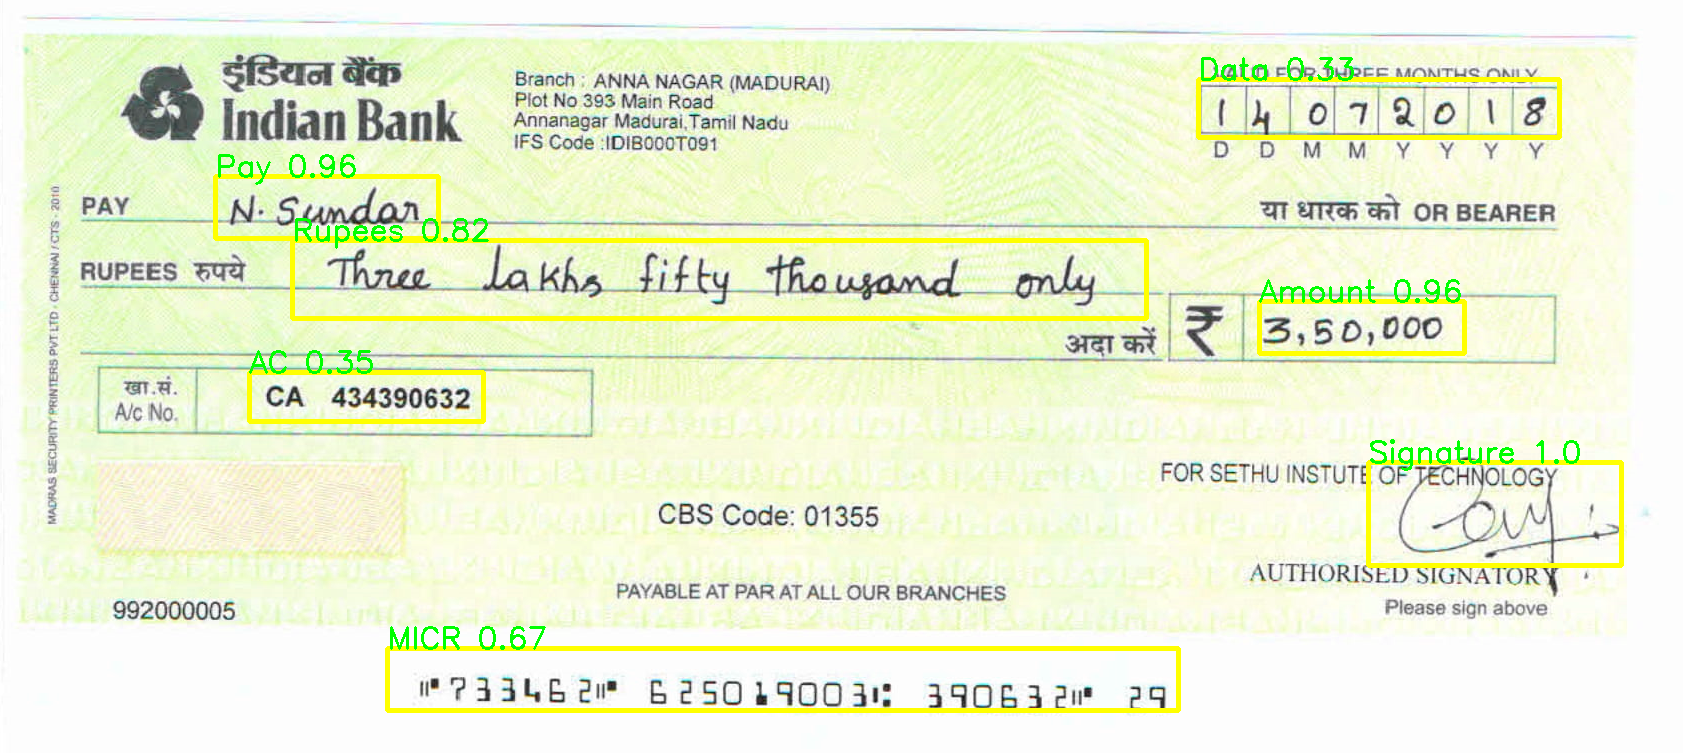 इंडियन बैंक
Indian Bank
Branch : ANNA NAGAR (MADURAI)
Plot No 393 Main Road
Annanagar Madurai,Tamil Nadu
IFS Code :IDIB000T091
Data 0.33
FOR THREE MONTHS ONLY
1 4 0 7 2 0 1 8
D D M M Y Y Y Y
Pay 0.96
PAY N. Sundar या धारक को OR BEARER
Rupees 0.82
RUPEES रुपये Three lakhs fifty thousand only
Amount 0.96
अदा करें ₹ 3,50,000
AC 0.35
खा.सं.
A/c No.
CA 434390632
MADRAS SECURITY PRINTERS PVT LTD - CHENNAI / CTS - 2010
Signature 1.0
FOR SETHU INSTUTE OF TECHNOLOGY
CBS Code: 01355
AUTHORISED SIGNATORY
PAYABLE AT PAR AT ALL OUR BRANCHES
Please sign above
992000005
MICR 0.67
⑈733462⑈ 625019003⑆ 390632⑈ 29